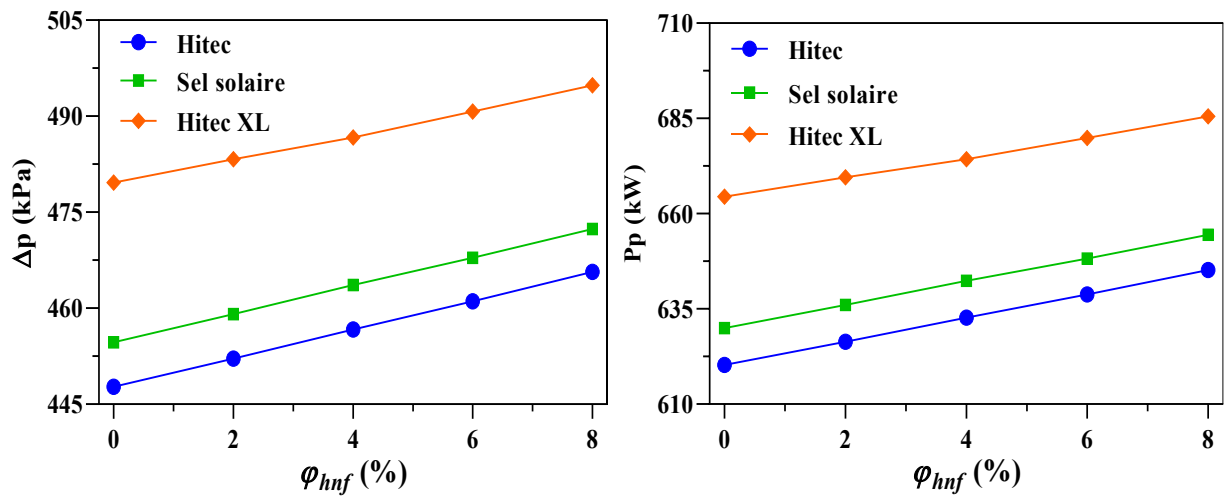 505
490
475
460
445
Δp (kPa)
Hitec
Sel solaire
Hitec XL
0 2 4 6 8
φhnf (%)
710
685
660
635
610
Pp (kW)
Hitec
Sel solaire
Hitec XL
0 2 4 6 8
φhnf (%)